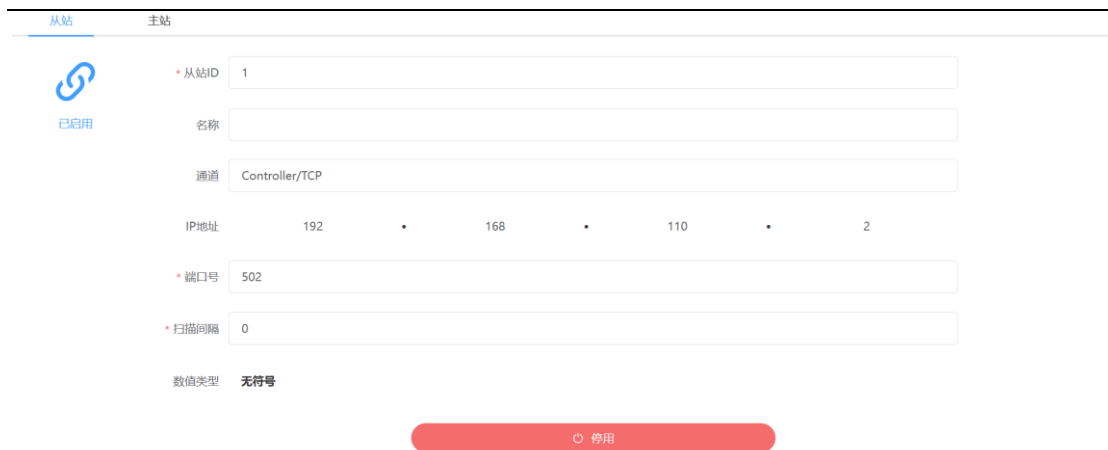 从站 主站
* 从站ID 1
已启用
名称
通道 Controller/TCP
IP地址 192 • 168 • 110 • 2
* 端口号 502
* 扫描间隔 0
数值类型 无符号
停用